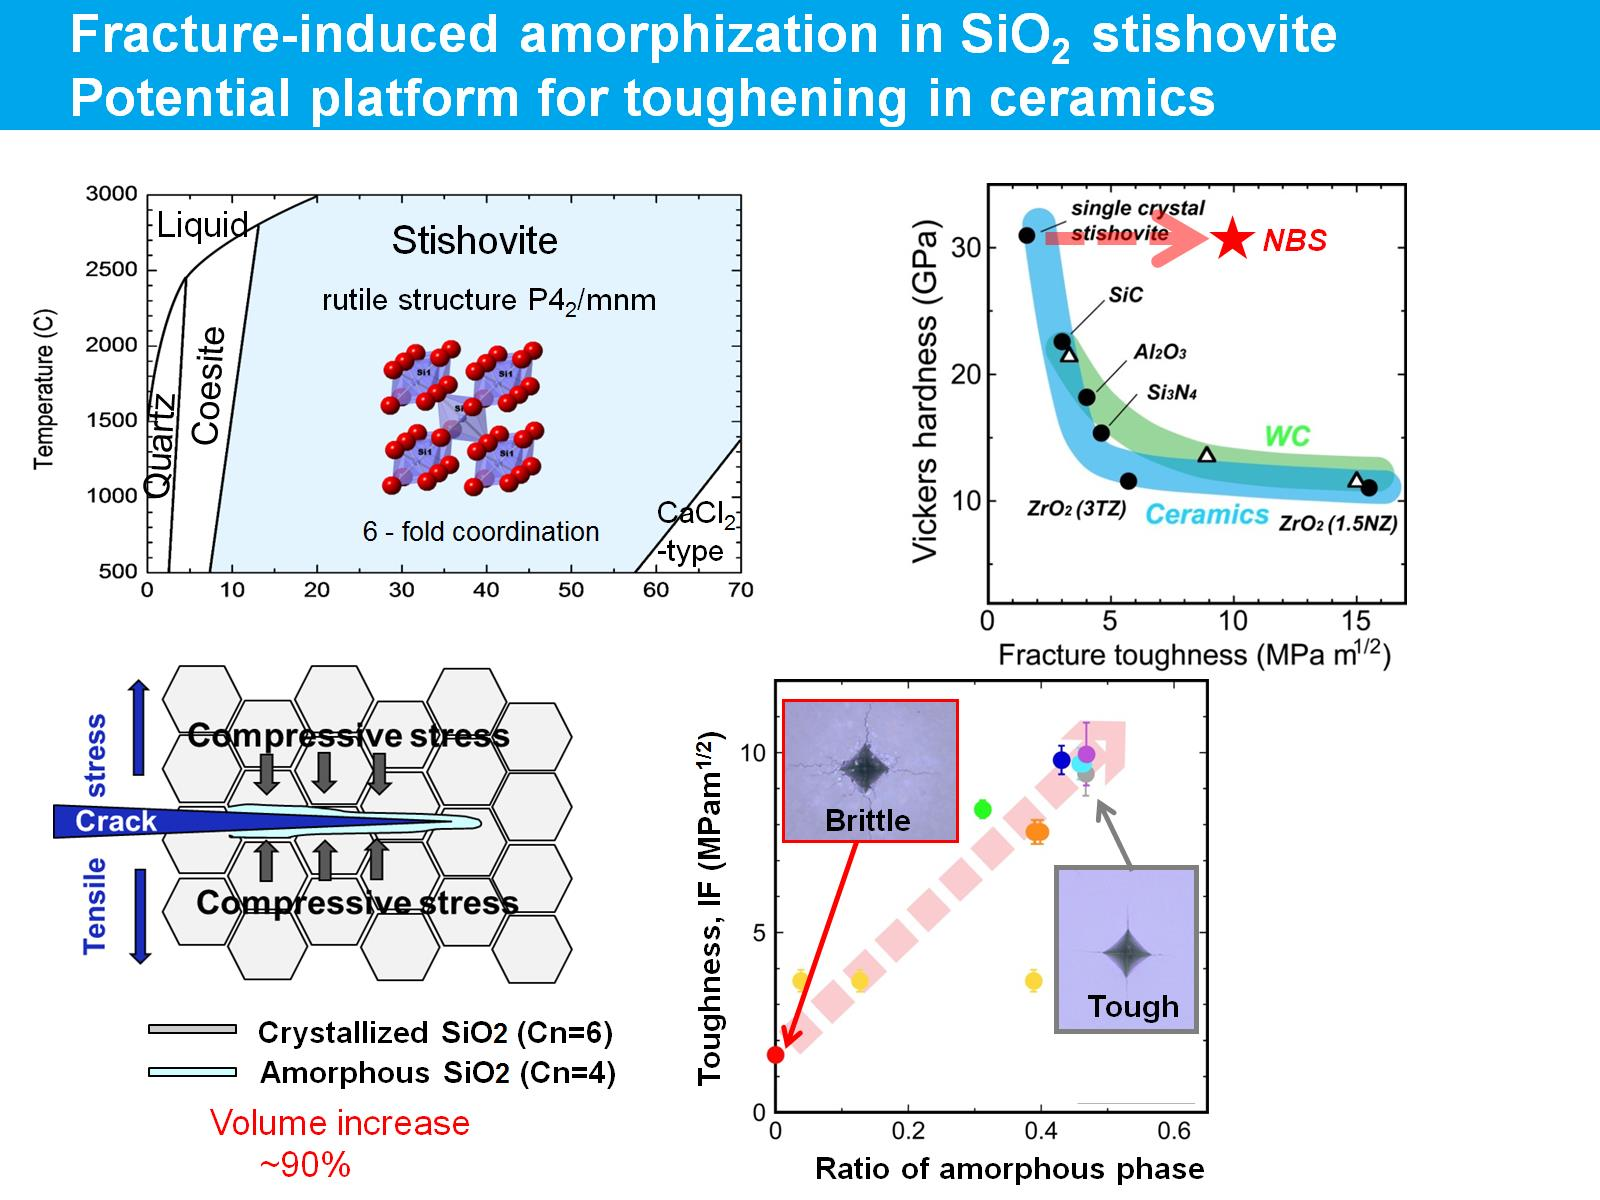 Fracture-induced amorphization in SiO2 stishovite
Potential platform for toughening in ceramics
3000
2500
2000
1500
1000
500
Temperature (C)
0 10 20 30 40 50 60 70
Liquid
Quartz
Coesite
Stishovite
rutile structure P42/mnm
Si1
Si1
Si1
Si1
6 - fold coordination
CaCl2
-type
Vickers hardness (GPa)
30
20
10
single crystal
stishovite
NBS
SiC
Al2O3
Si3N4
WC
ZrO2 (3TZ)
Ceramics
ZrO2 (1.5NZ)
0 5 10 15
Fracture toughness (MPa m1/2)
Tensile stress
Compressive stress
Crack
Compressive stress
Crystallized SiO2 (Cn=6)
Amorphous SiO2 (Cn=4)
Volume increase
~90%
Toughness, IF (MPam1/2)
10
5
0
Brittle
Tough
0 0.2 0.4 0.6
Ratio of amorphous phase